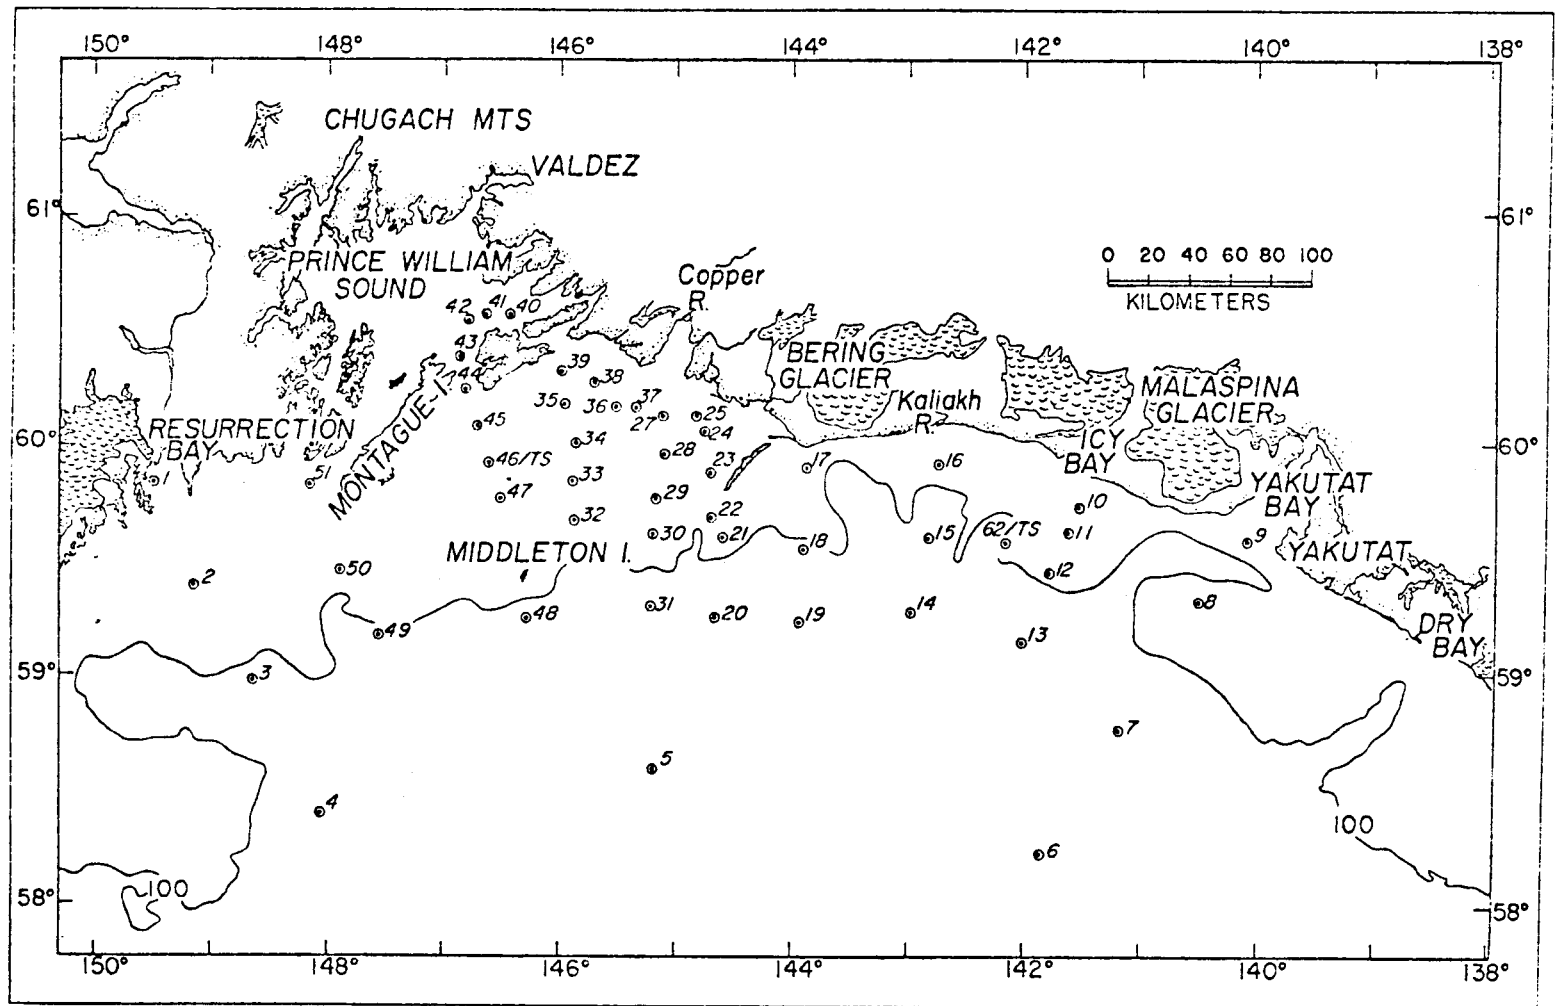 150° 148° 146° 144° 142° 140° 138°
CHUGACH MTS
VALDEZ
61° 61°
PRINCE WILLIAM
SOUND
Copper
R.
0 20 40 60 80 100
KILOMETERS
42 41 40
43
44
39
38
BERING
GLACIER
MALASPINA
GLACIER
35 36 37
27 25
24
Kaliakh
R.
MONTAGUE I.
45
RESURRECTION
BAY
60° 60°
34
28
46/TS
33
23
17
16
ICY
BAY
1
51
47
29
YAKUTAT
BAY
10
32
22
30
21
18
15
62/TS
11
9
MIDDLETON I.
YAKUTAT
2
50
12
8
31
48
20
19
14
49
13
DRY
BAY
59° 59°
3
7
5
4
100
6
58° 58°
100
150° 148° 146° 144° 142° 140° 138°